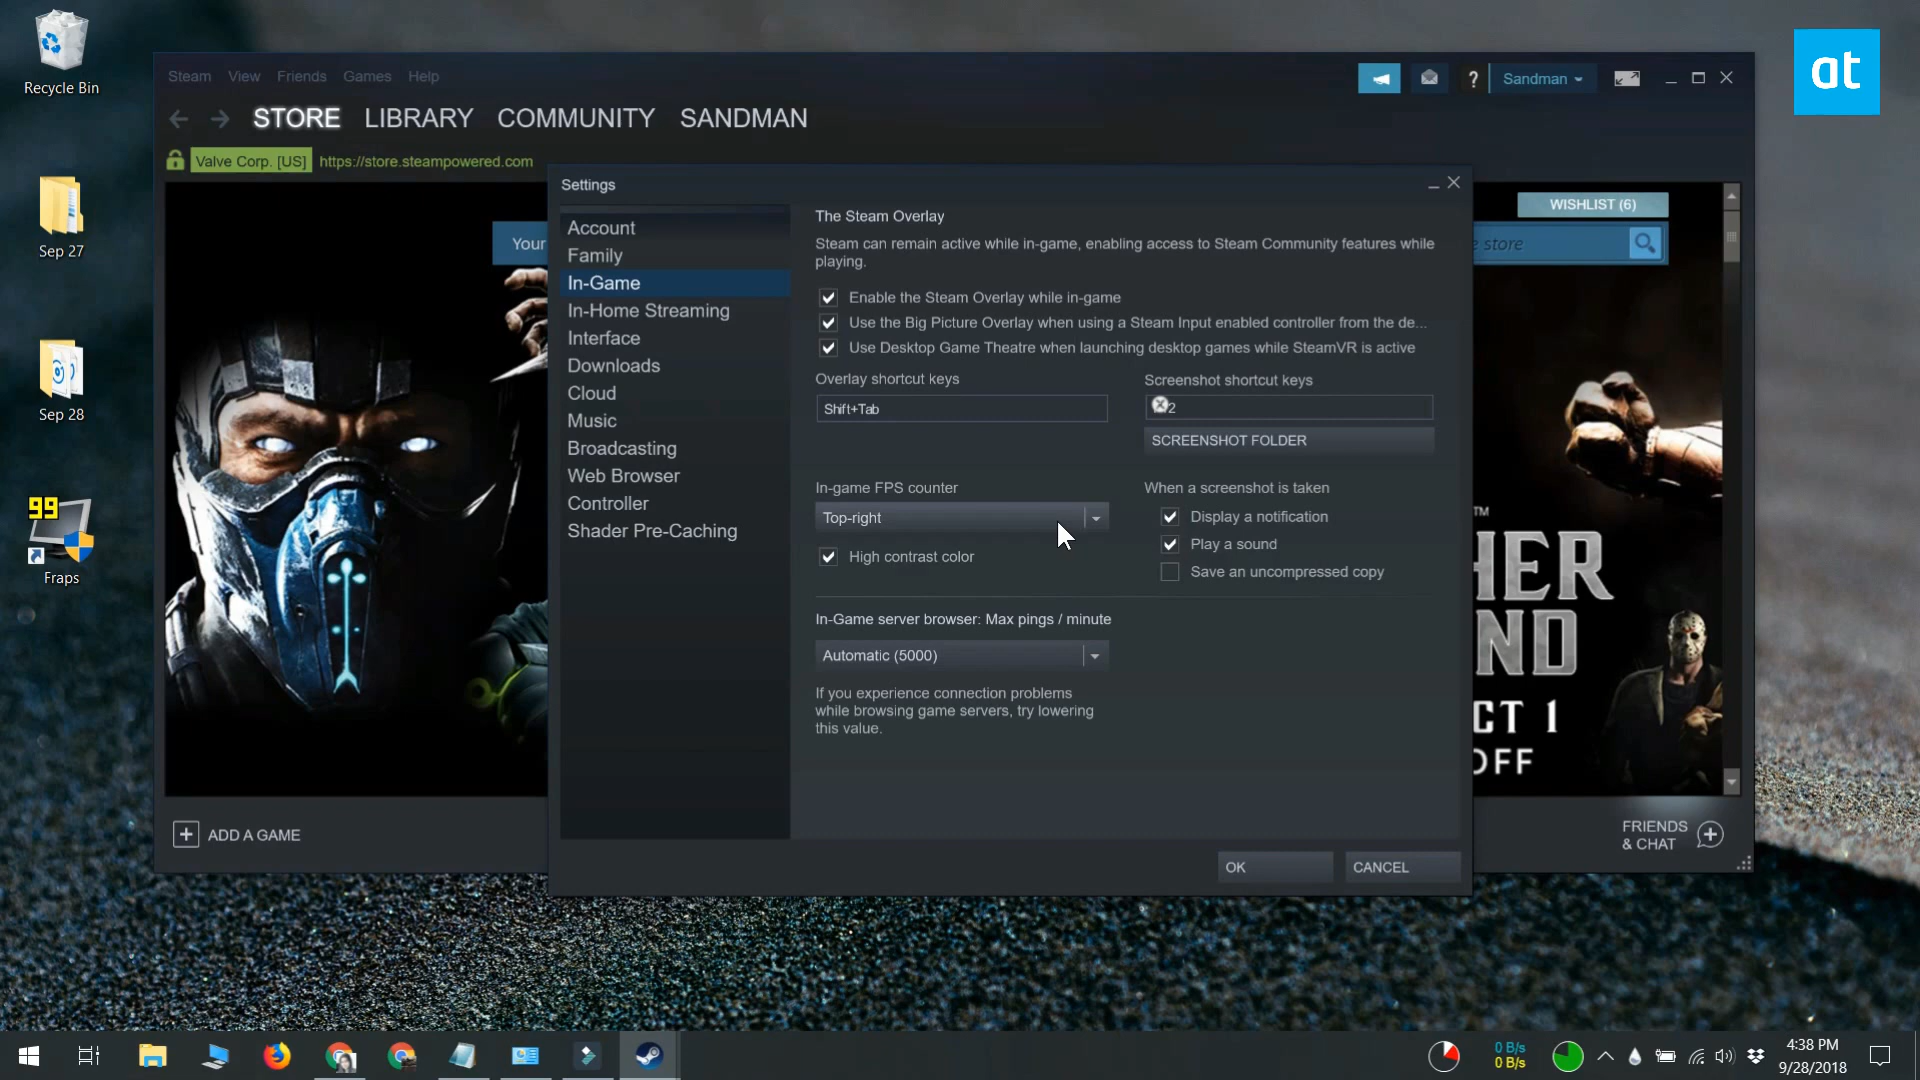 Recycle Bin
Sep 27
Sep 28
99
Fraps
at
Steam View Friends Games Help
? Sandman
STORE LIBRARY COMMUNITY SANDMAN
Valve Corp. [US] https://store.steampowered.com
Your
WISHLIST (6)
store
Settings
Account
Family
In-Game
In-Home Streaming
Interface
Downloads
Cloud
Music
Broadcasting
Web Browser
Controller
Shader Pre-Caching
The Steam Overlay
Steam can remain active while in-game, enabling access to Steam Community features while
playing.
Enable the Steam Overlay while in-game
Use the Big Picture Overlay when using a Steam Input enabled controller from the de...
Use Desktop Game Theatre when launching desktop games while SteamVR is active
Overlay shortcut keys
Shift+Tab
Screenshot shortcut keys
2
SCREENSHOT FOLDER
In-game FPS counter
Top-right
High contrast color
When a screenshot is taken
Display a notification
Play a sound
Save an uncompressed copy
In-Game server browser: Max pings / minute
Automatic (5000)
If you experience connection problems
while browsing game servers, try lowering
this value.
OK CANCEL
TM
HER
ND
CT 1
OFF
ADD A GAME
FRIENDS
& CHAT
0 B/s
0 B/s
4:38 PM
9/28/2018